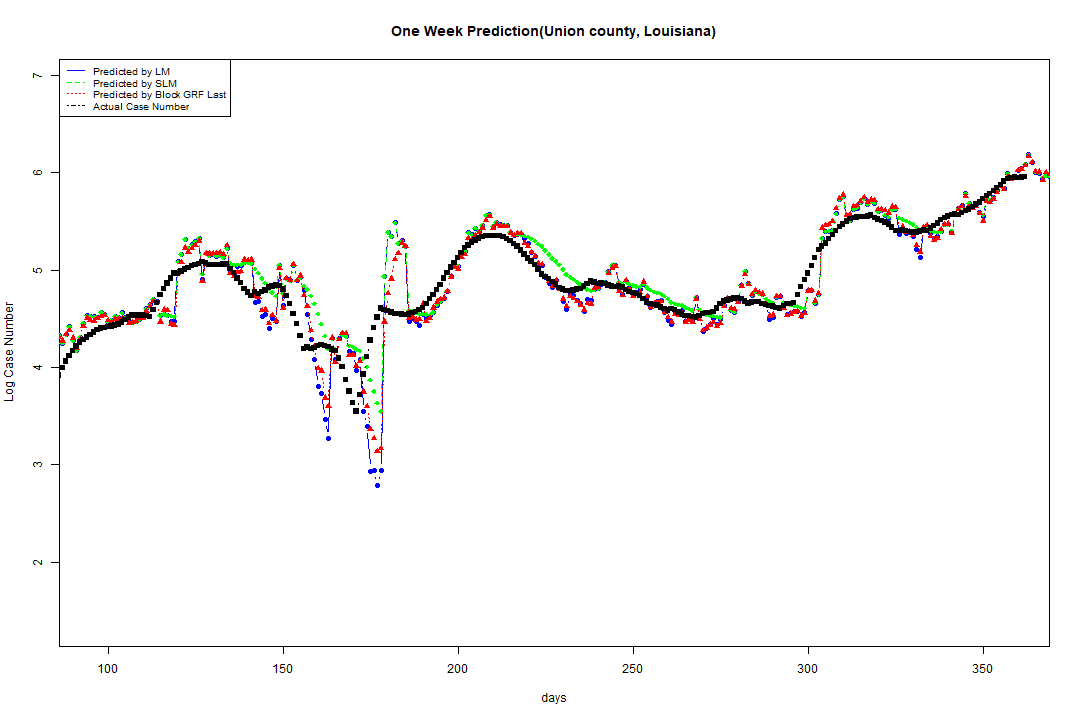 One Week Prediction(Union county, Louisiana)
Predicted by LM
Predicted by SLM
Predicted by Block GRF Last
Actual Case Number
7
6
5
4
3
2
Log Case Number
100 150 200 250 300 350
days